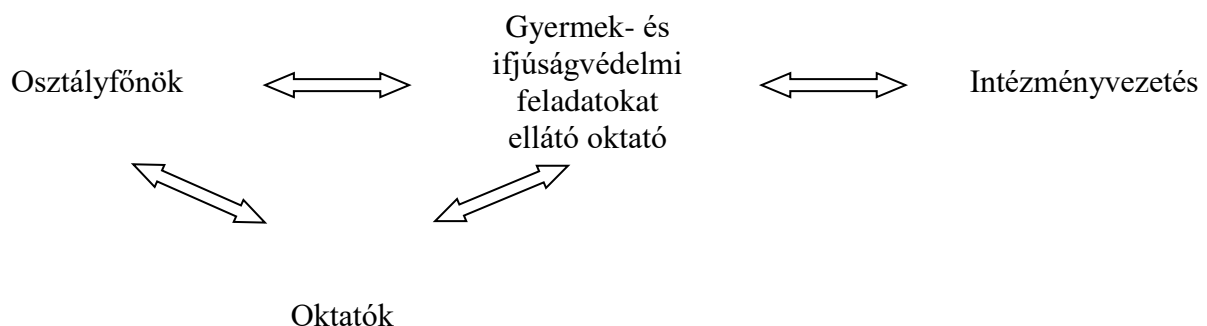 Osztályfőnök
Gyermek- és
ifjúságvédelmi
feladatokat
ellátó oktató
Intézményvezetés
Oktatók